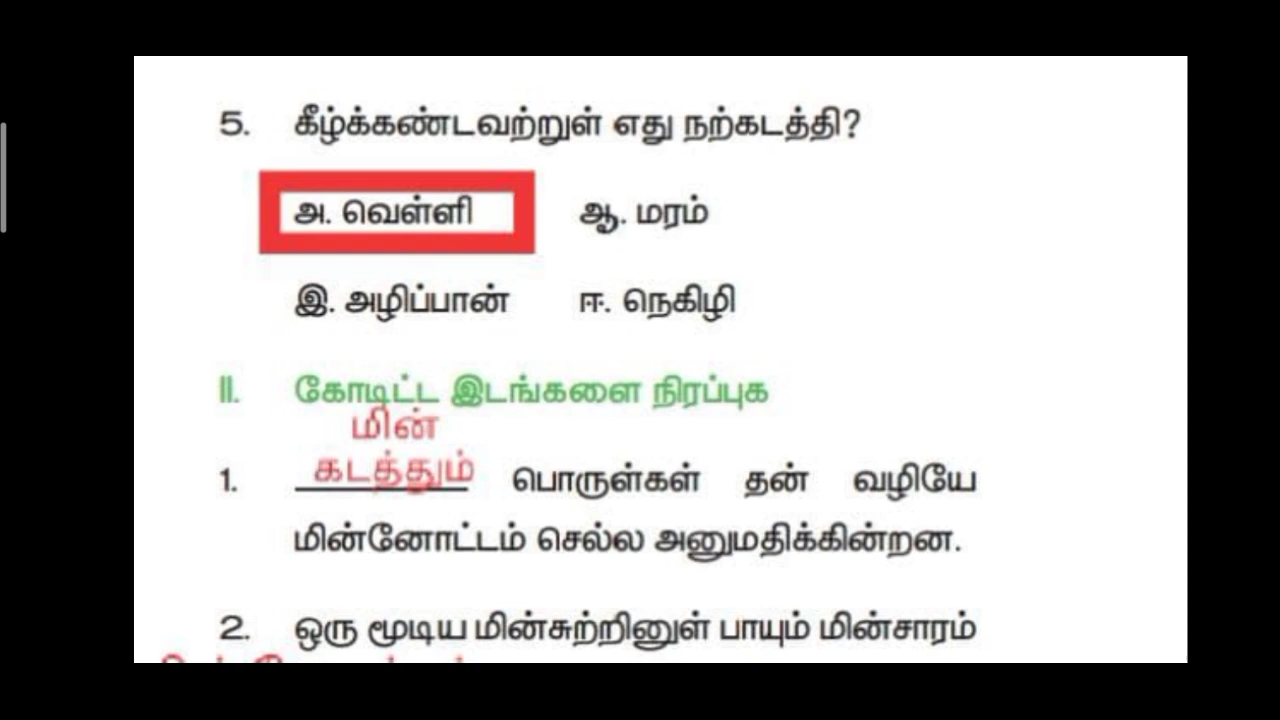 5. கீழ்க்கண்டவற்றுள் எது நற்கடத்தி?
அ. வெள்ளி ஆ. மரம்
இ. அழிப்பான் ஈ. நெகிழி
II. கோடிட்ட இடங்களை நிரப்புக
மின்
1. கடத்தும் பொருள்கள் தன் வழியே
மின்னோட்டம் செல்ல அனுமதிக்கின்றன.
2. ஒரு மூடிய மின்சுற்றினுள் பாயும் மின்சாரம்